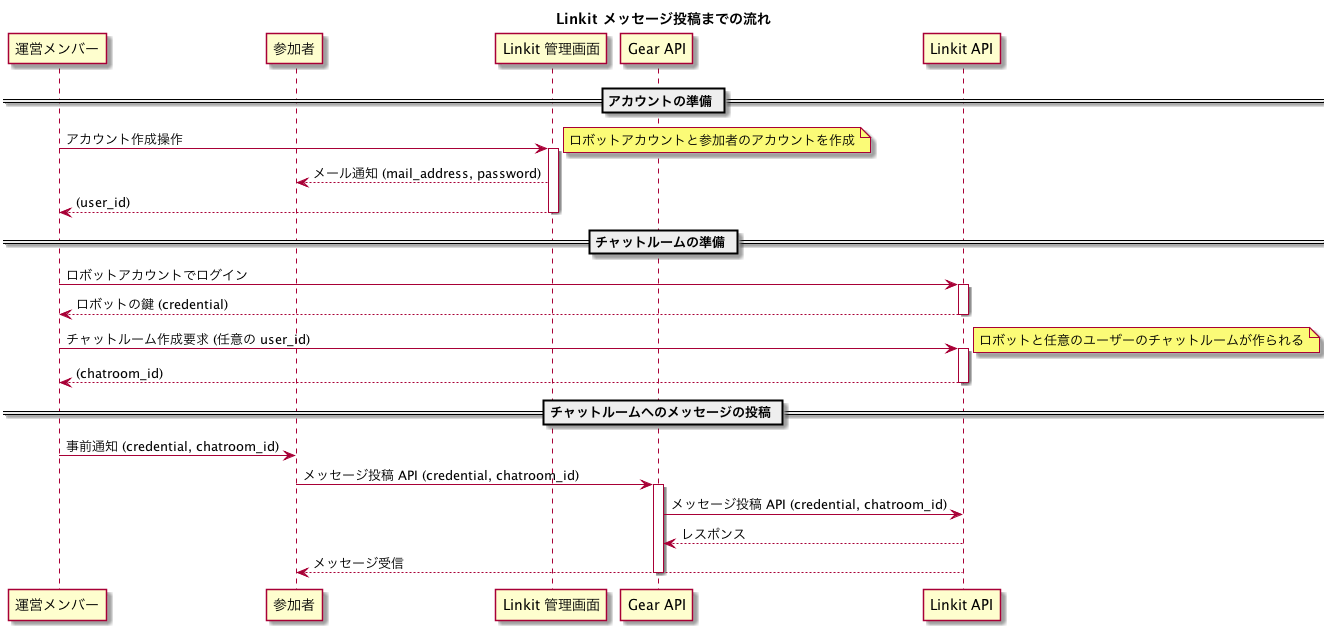 Linkit メッセージ投稿までの流れ
運営メンバー
参加者
Linkit 管理画面
Gear API
Linkit API
アカウントの準備
アカウント作成操作
ロボットアカウントと参加者のアカウントを作成
メール通知 (mail_address, password)
(user_id)
チャットルームの準備
ロボットアカウントでログイン
ロボットの鍵 (credential)
チャットルーム作成要求 (任意の user_id)
ロボットと任意のユーザーのチャットルームが作られる
(chatroom_id)
チャットルームへのメッセージの投稿
事前通知 (credential, chatroom_id)
メッセージ投稿 API (credential, chatroom_id)
メッセージ投稿 API (credential, chatroom_id)
レスポンス
メッセージ受信
運営メンバー
参加者
Linkit 管理画面
Gear API
Linkit API